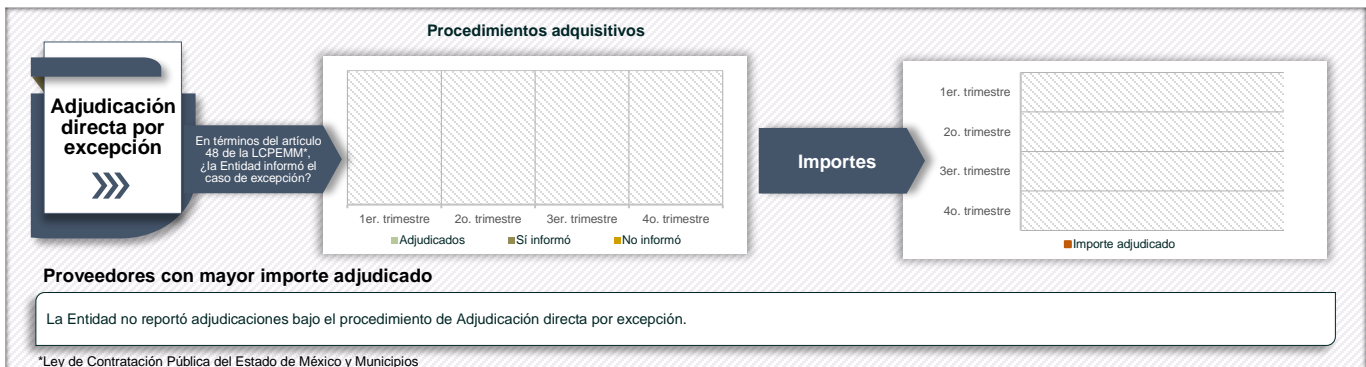 Procedimientos adquisitivos
Adjudicación
directa por
excepción
En términos del artículo
48 de la LCPEMM*,
¿la Entidad informó el
caso de excepción?
1er. trimestre 2o. trimestre 3er. trimestre 4o. trimestre
Adjudicados Sí informó No informó
Importes
1er. trimestre
2o. trimestre
3er. trimestre
4o. trimestre
Importe adjudicado
Proveedores con mayor importe adjudicado
La Entidad no reportó adjudicaciones bajo el procedimiento de Adjudicación directa por excepción.
*Ley de Contratación Pública del Estado de México y Municipios